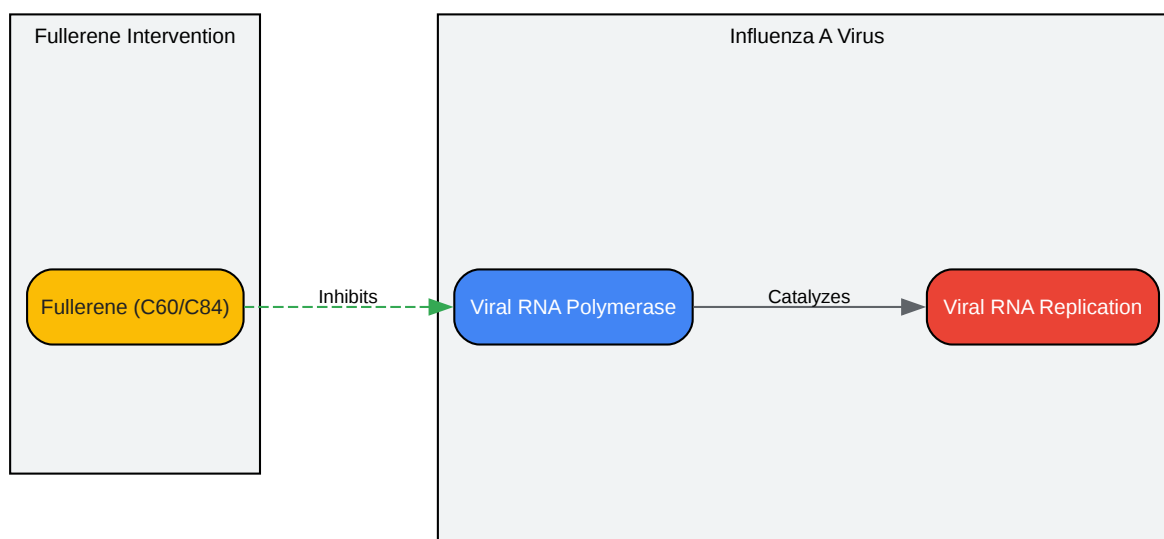 Fullerene Intervention
Influenza A Virus
Fullerene (C60/C84)
Inhibits
Viral RNA Polymerase
Catalyzes
Viral RNA Replication